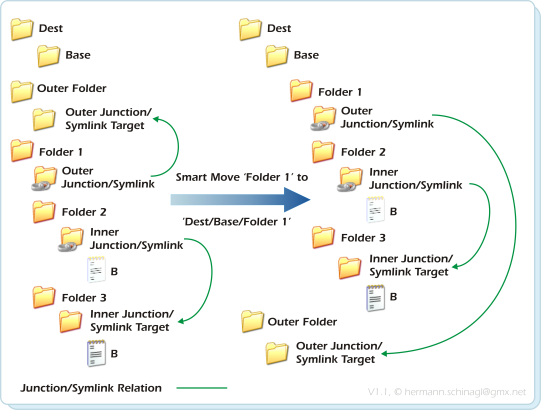 Dest
Base
Outer Folder
Outer Junction/
Symlink Target
Folder 1
Outer
Junction/Symlink
Folder 2
Inner
Junction/Symlink
B
Folder 3
Inner Junction/
Symlink Target
B
Junction/Symlink Relation
Smart Move 'Folder 1' to
'Dest/Base/Folder 1'
Dest
Base
Folder 1
Outer
Junction/Symlink
Folder 2
Inner
Junction/Symlink
B
Folder 3
Inner Junction/
Symlink Target
B
Outer Folder
Outer Junction/
Symlink Target
V1.1, © hermann.schinagl@gmx.net